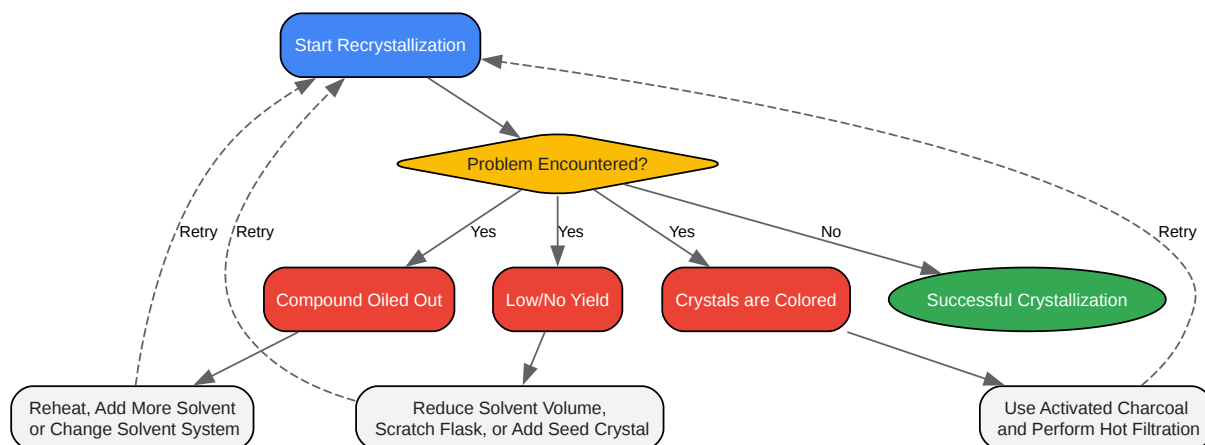 Start Recrystallization
Problem Encountered?
Retry
Retry
Yes
Yes
Yes
No
Retry
Compound Oiled Out
Low/No Yield
Crystals are Colored
Successful Crystallization
Reheat, Add More Solvent
or Change Solvent System
Reduce Solvent Volume,
Scratch Flask, or Add Seed Crystal
Use Activated Charcoal
and Perform Hot Filtration